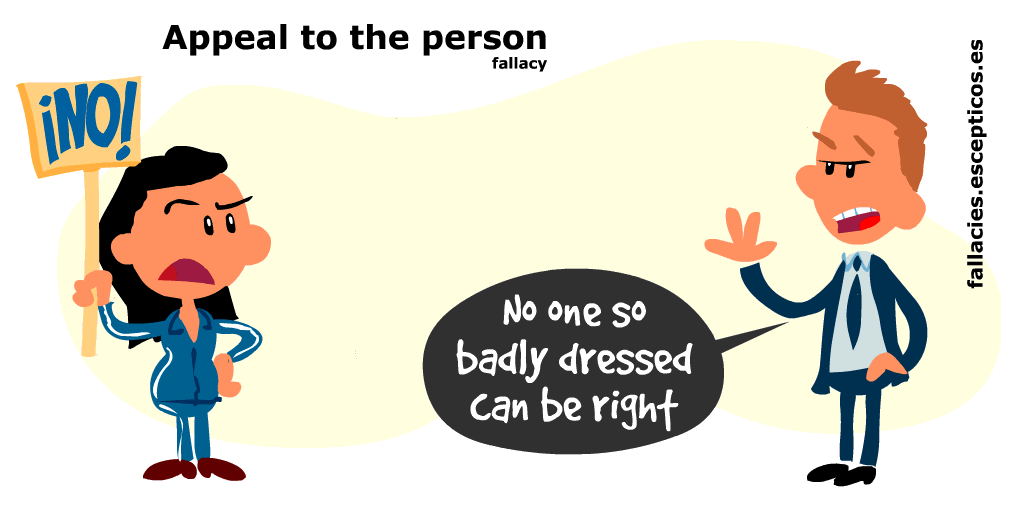 Appeal to the person
fallacy
¡NO!
No one so
badly dressed
can be right
fallacies.escepticos.es